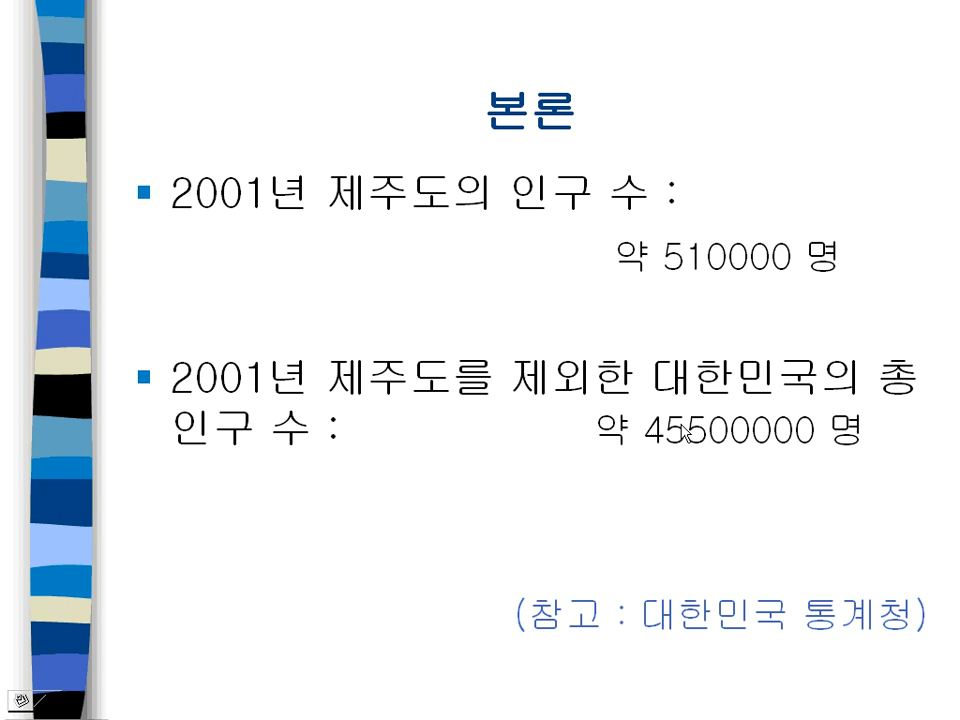 본론
2001년 제주도의 인구 수 :
약 510000 명
2001년 제주도를 제외한 대한민국의 총
인구 수 : 약 45500000 명
(참고 : 대한민국 통계청)